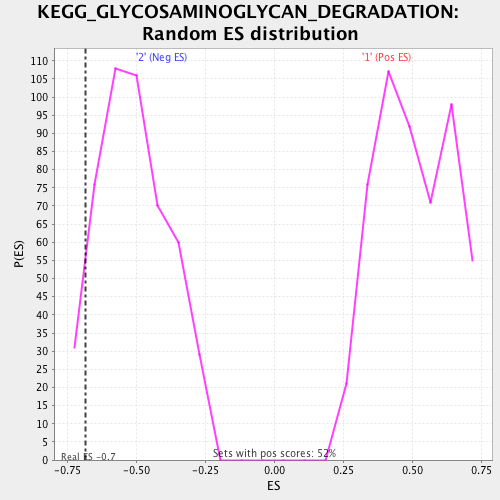 KEGG_GLYCOSAMINOGLYCAN_DEGRADATION:
Random ES distribution
'2' (Neg ES) '1' (Pos ES)
110
105
100
95
90
85
80
75
70
65
60
55
50
45
40
35
30
25
20
15
10
5
0
P(ES)
Real ES -0.7
Sets with pos scores: 52%
-0.75 -0.50 -0.25 0.00 0.25 0.50 0.75
ES